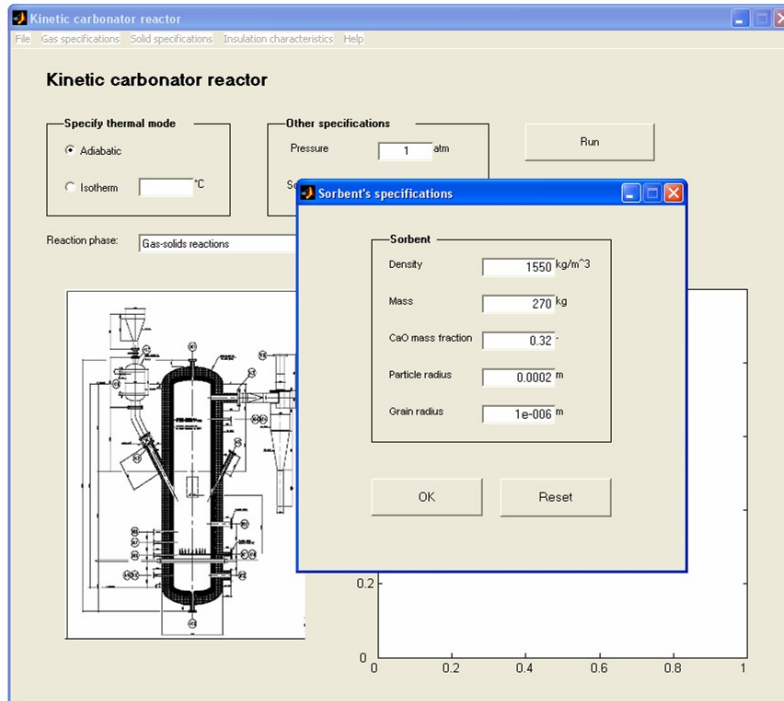 Kinetic carbonator reactor
File Gas specifications Solid specifications Insulation characteristics Help
Kinetic carbonator reactor
Specify thermal mode
Adiabatic
Isotherm °C
Other specifications
Pressure 1 atm
Run
Reaction phase: Gas-solids reactions
Sorbent's specifications
Sorbent
Density 1550 kg/m^3
Mass 270 kg
CaO mass fraction 0.32 -
Particle radius 0.0002 m
Grain radius 1e-006 m
OK Reset
0.2
0
0 0.2 0.4 0.6 0.8 1